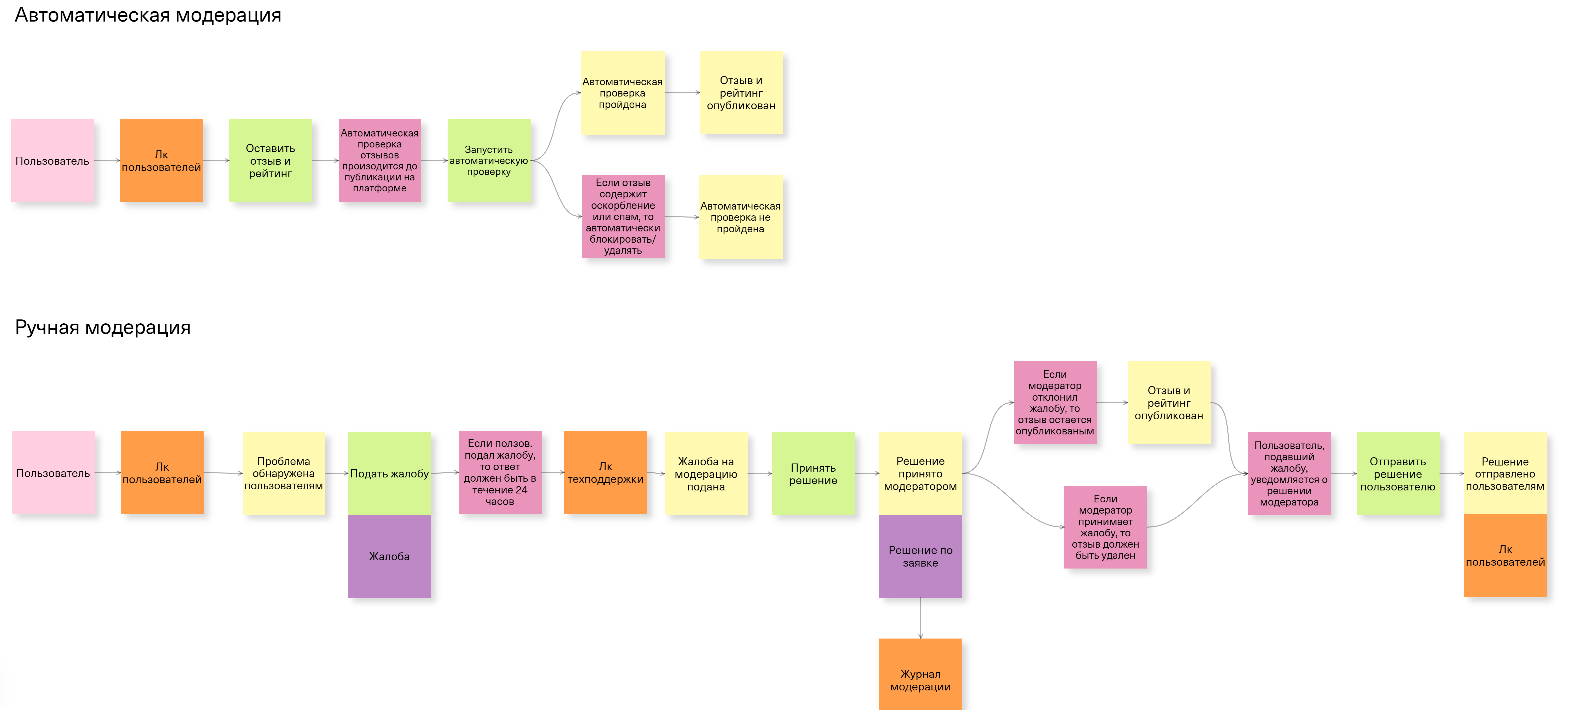 Автоматическая модерация
Пользователь
Лк
пользователей
Оставить
отзыв и
рейтинг
Автоматическая
проверка
отзывов
произодится до
публикации на
платформе
Запустить
автоматическую
проверку
Автоматическая
проверка
пройдена
Отзыв и
рейтинг
опубликован
Если отзыв
содержит
оскорбление
или спам, то
автоматически
блокировать/
удалять
Автоматическая
проверка не
пройдена
Ручная модерация
Пользователь
Лк
пользователей
Проблема
обнаружена
пользователям
Подать жалобу
Жалоба
Если ползов.
подал жалобу,
то ответ
должен быть в
течение 24
часов
Лк
техподдержки
Жалоба на
модерацию
подана
Принять
решение
Решение
принято
модератором
Решение по
заявке
Журнал
модерации
Если
модератор
отклонил
жалобу, то
отзыв остается
опубликованым
Отзыв и
рейтинг
опубликован
Если
модератор
принимает
жалобу, то
отзыв должен
быть удален
Пользователь,
подавший
жалобу,
уведомляется о
решении
модератора
Отправить
решение
пользователю
Решение
отправлено
пользователям
Лк
пользователей